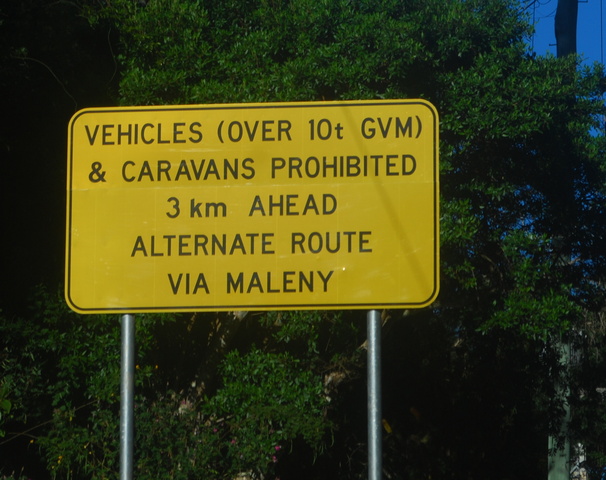 VEHICLES (OVER 10t GVM)
& CARAVANS PROHIBITED
3 km AHEAD
ALTERNATE ROUTE
VIA MALENY